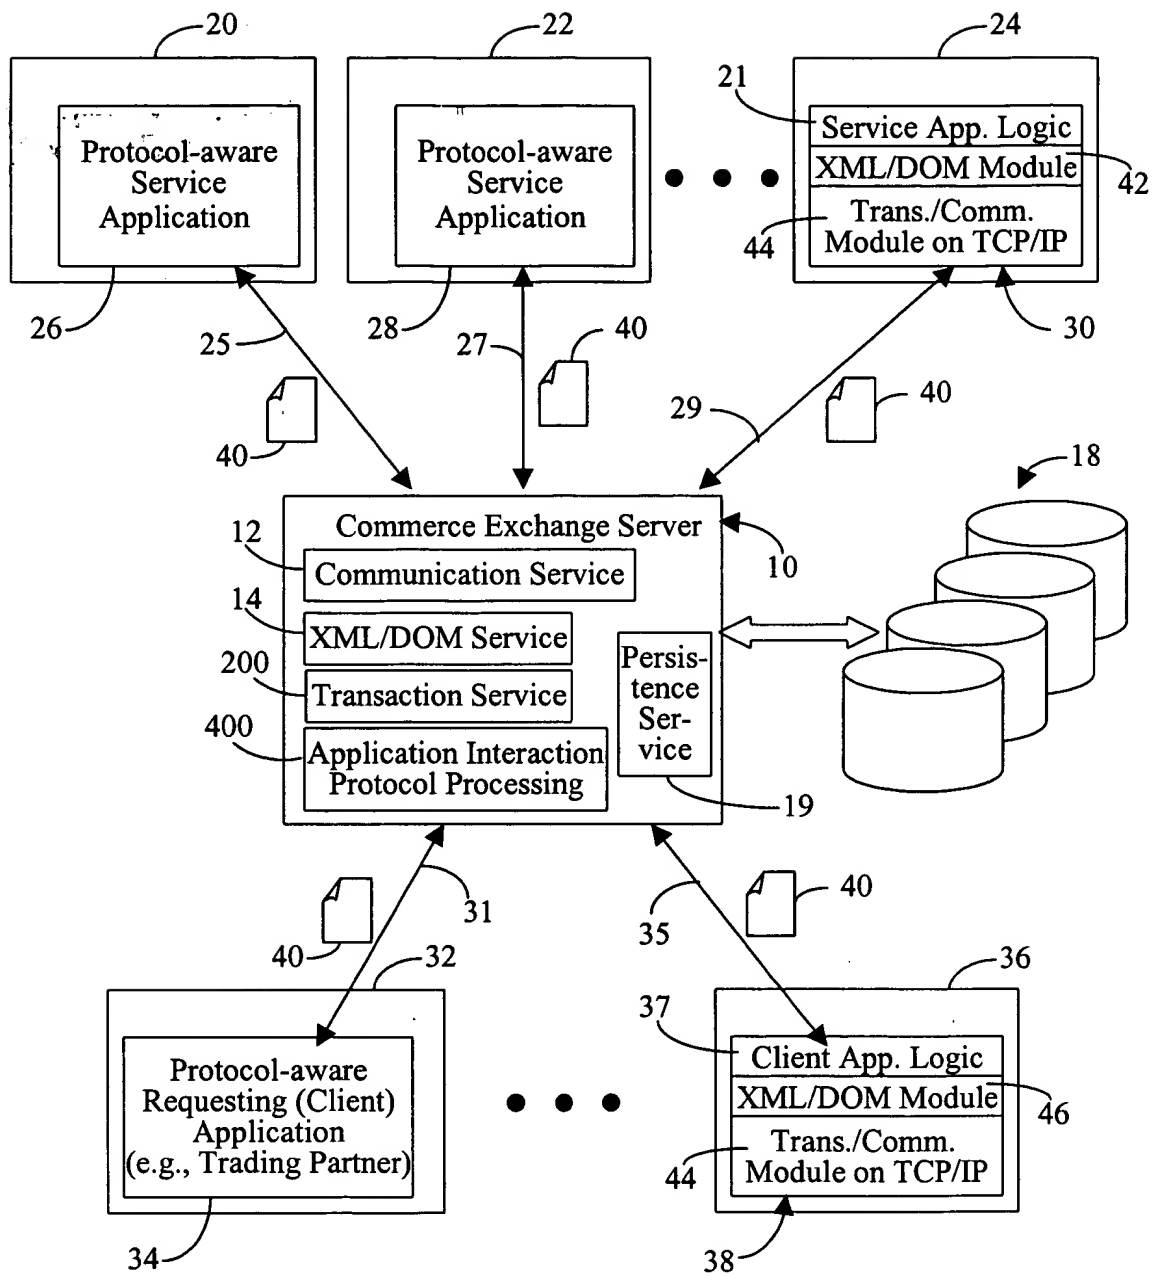 20
22
24
Protocol-aware
Service
Application
Protocol-aware
Service
Application
21
Service App. Logic
XML/DOM Module
42
44
Trans./Comm.
Module on TCP/IP
26
28
30
25
27
29
40
40
40
18
Commerce Exchange Server
10
12
Communication Service
14
XML/DOM Service
200
Transaction Service
400
Application Interaction
Protocol Processing
Persis-
tence
Ser-
vice
19
31
35
40
40
32
36
Protocol-aware
Requesting (Client)
Application
(e.g., Trading Partner)
34
37
Client App. Logic
XML/DOM Module
46
44
Trans./Comm.
Module on TCP/IP
38